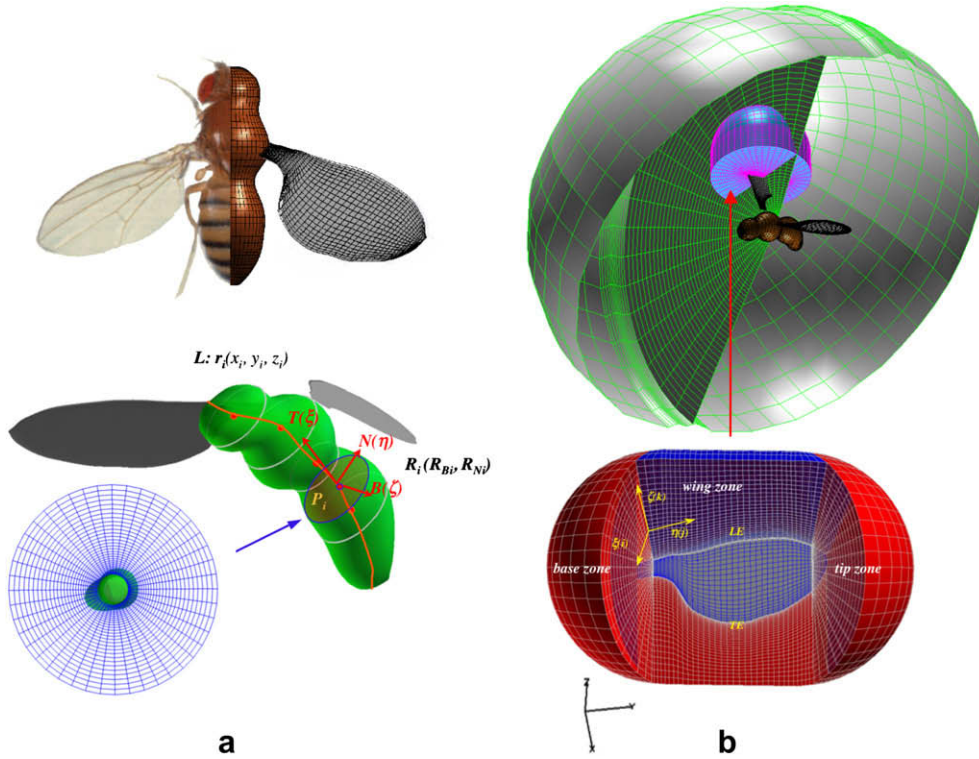 L: rᵢ(xᵢ, yᵢ, zᵢ)
T(ξ)
N(η)
Rᵢ (R_Bi, R_Ni)
B(ζ)
Pᵢ
wing zone
ζ(k)
η(j)
ξ(i)
LE
base zone
tip zone
TE
Z
Y
X
a
b